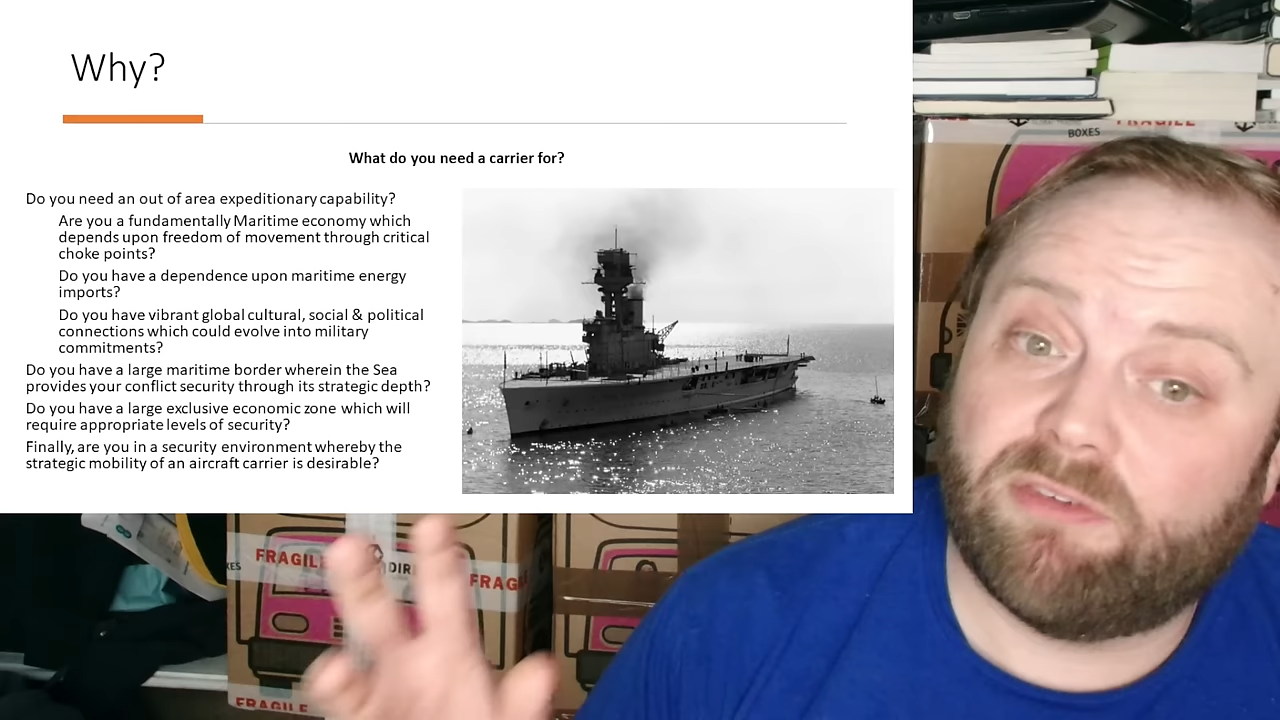 Why?
What do you need a carrier for?
Do you need an out of area expeditionary capability?
Are you a fundamentally Maritime economy which
depends upon freedom of movement through critical
choke points?
Do you have a dependence upon maritime energy
imports?
Do you have vibrant global cultural, social & political
connections which could evolve into military
commitments?
Do you have a large maritime border wherein the Sea
provides your conflict security through its strategic depth?
Do you have a large exclusive economic zone which will
require appropriate levels of security?
Finally, are you in a security environment whereby the
strategic mobility of an aircraft carrier is desirable?
BOXES
FRAGILE
FRAGILE
FRAGILE